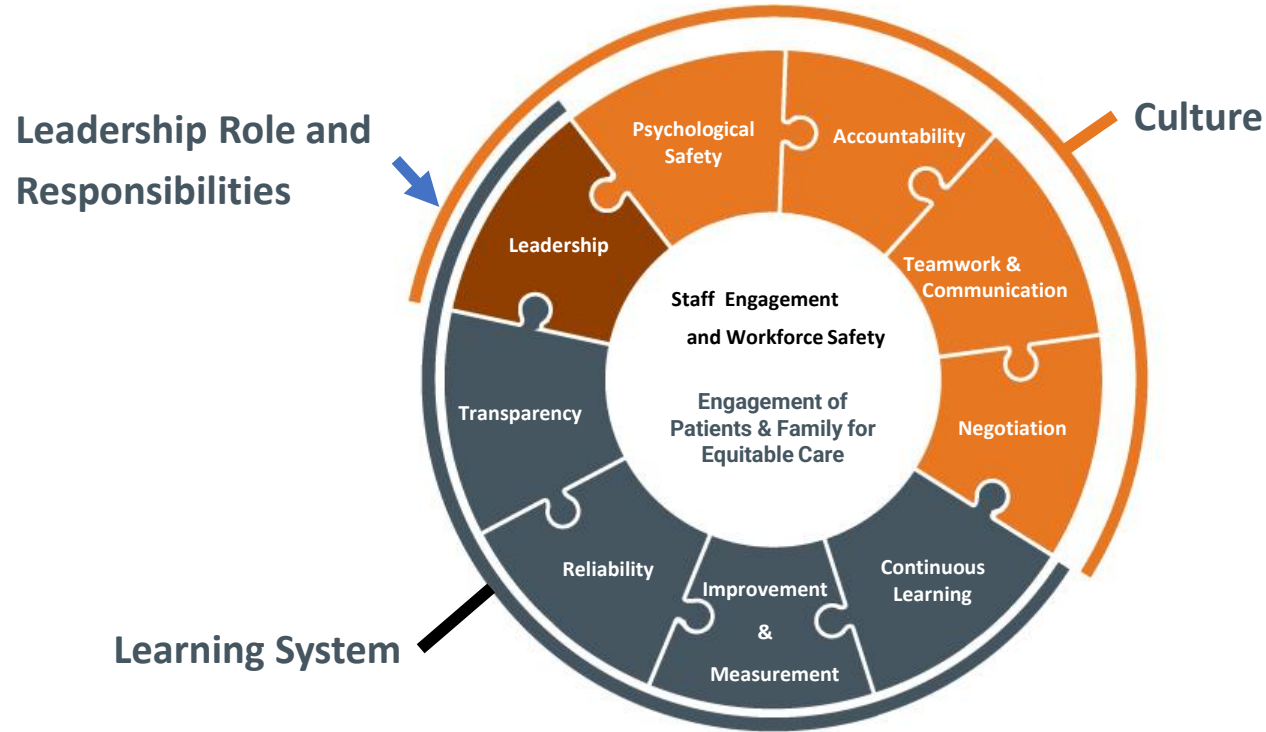 Leadership Role and
Responsibilities
Culture
Psychological
Safety
Accountability
Leadership
Teamwork &
Communication
Staff Engagement
and Workforce Safety
Engagement of
Patients & Family for
Equitable Care
Transparency
Negotiation
Reliability
Improvement
&
Measurement
Continuous
Learning
Learning System